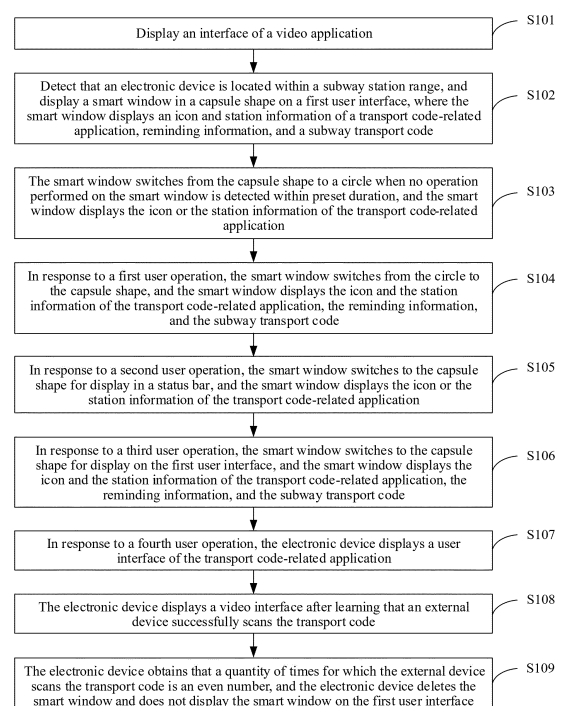 Display an interface of a video application
S101
Detect that an electronic device is located within a subway station range, and
display a smart window in a capsule shape on a first user interface, where the
smart window displays an icon and station information of a transport code-related
application, reminding information, and a subway transport code
S102
The smart window switches from the capsule shape to a circle when no operation
performed on the smart window is detected within preset duration, and the smart
window displays the icon or the station information of the transport code-related
application
S103
In response to a first user operation, the smart window switches from the circle to
the capsule shape, and the smart window displays the icon and the station
information of the transport code-related application, the reminding information,
and the subway transport code
S104
In response to a second user operation, the smart window switches to the capsule
shape for display in a status bar, and the smart window displays the icon or the
station information of the transport code-related application
S105
In response to a third user operation, the smart window switches to the capsule
shape for display on the first user interface, and the smart window displays the
icon and the station information of the transport code-related application, the
reminding information, and the subway transport code
S106
In response to a fourth user operation, the electronic device displays a user
interface of the transport code-related application
S107
The electronic device displays a video interface after learning that an external
device successfully scans the transport code
S108
The electronic device obtains that a quantity of times for which the external device
scans the transport code is an even number, and the electronic device deletes the
smart window and does not display the smart window on the first user interface
S109